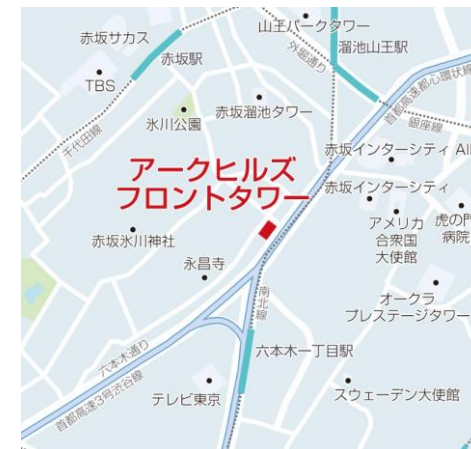 山王パークタワー
赤坂サカス
外堀通り
溜池山王駅
赤坂駅
TBS
首都高速都心環状線
氷川公園
赤坂溜池タワー
千代田線
銀座線
赤坂インターシティ AI
アークヒルズ
フロントタワー
赤坂インターシティ
赤坂氷川神社
アメリカ
合衆国
大使館
虎の門
病院
永昌寺
南北線
オークラ
プレステージタワー
六本木通り
六本木一丁目駅
首都高速3号渋谷線
テレビ東京
スウェーデン大使館